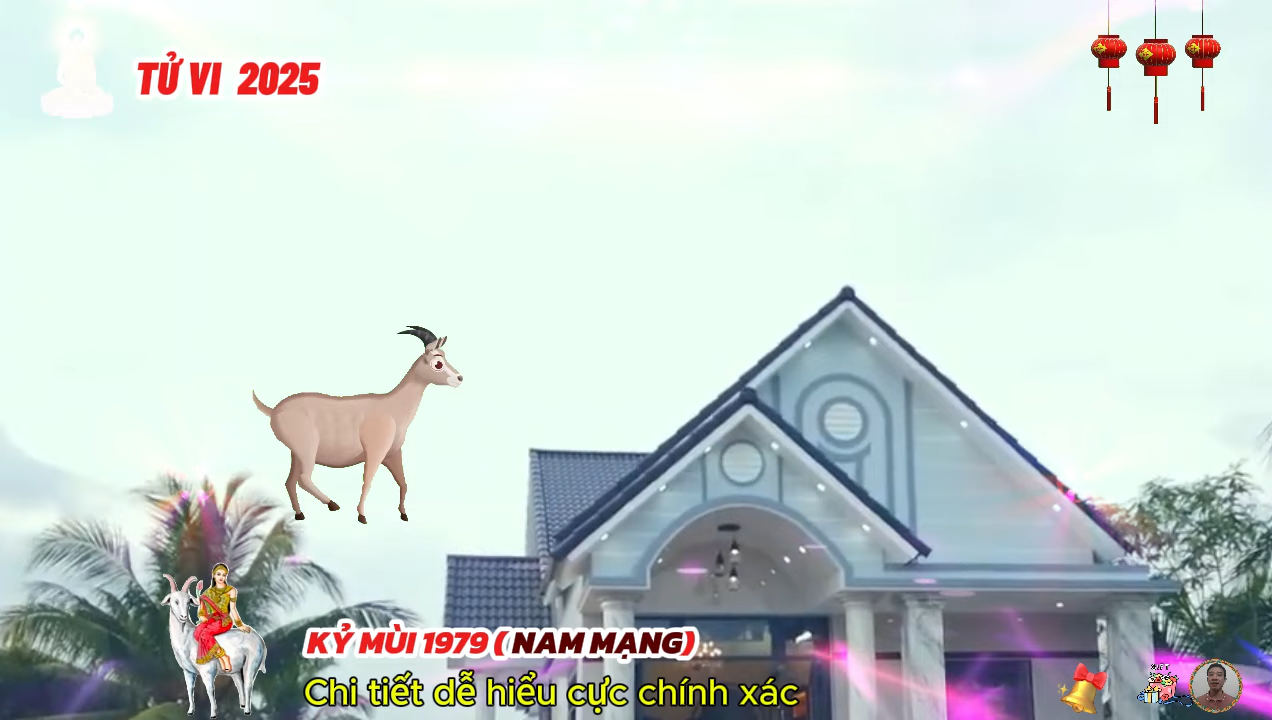 TỬ VI 2025
KỶ MÙI 1979 ( NAM MẠNG)
Chi tiết dễ hiểu cực chính xác